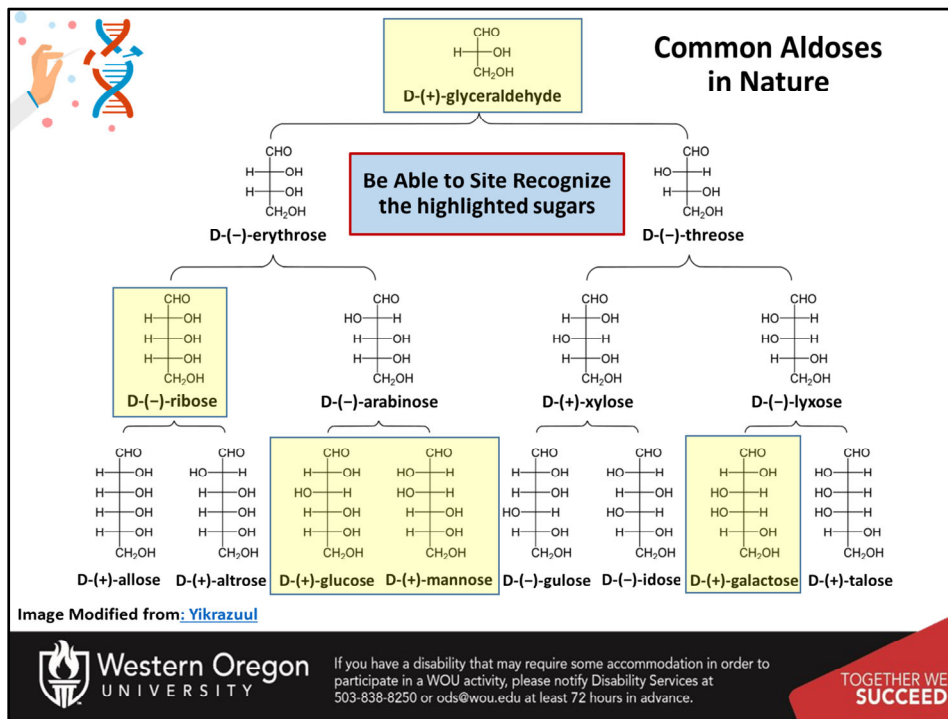 CHO
H OH
CH₂OH
D-(+)-glyceraldehyde
Common Aldoses
in Nature
Be Able to Site Recognize
the highlighted sugars
CHO
H OH
H OH
CH₂OH
D-(−)-erythrose
CHO
HO H
H OH
CH₂OH
D-(−)-threose
CHO
H OH
H OH
H OH
CH₂OH
D-(−)-ribose
CHO
HO H
H OH
H OH
CH₂OH
D-(−)-arabinose
CHO
H OH
HO H
H OH
CH₂OH
D-(+)-xylose
CHO
HO H
HO H
H OH
CH₂OH
D-(−)-lyxose
CHO
H OH
H OH
H OH
H OH
CH₂OH
D-(+)-allose
CHO
HO H
H OH
H OH
H OH
CH₂OH
D-(+)-altrose
CHO
H OH
HO H
H OH
H OH
CH₂OH
D-(+)-glucose
CHO
HO H
HO H
H OH
H OH
CH₂OH
D-(+)-mannose
CHO
H OH
H OH
HO H
H OH
CH₂OH
D-(−)-gulose
CHO
HO H
H OH
HO H
H OH
CH₂OH
D-(−)-idose
CHO
H OH
HO H
HO H
H OH
CH₂OH
D-(+)-galactose
CHO
HO H
HO H
HO H
H OH
CH₂OH
D-(+)-talose
Image Modified from: Yikrazuul
Western Oregon
UNIVERSITY
If you have a disability that may require some accommodation in order to
participate in a WOU activity, please notify Disability Services at
503-838-8250 or ods@wou.edu at least 72 hours in advance.
TOGETHER WE
SUCCEED